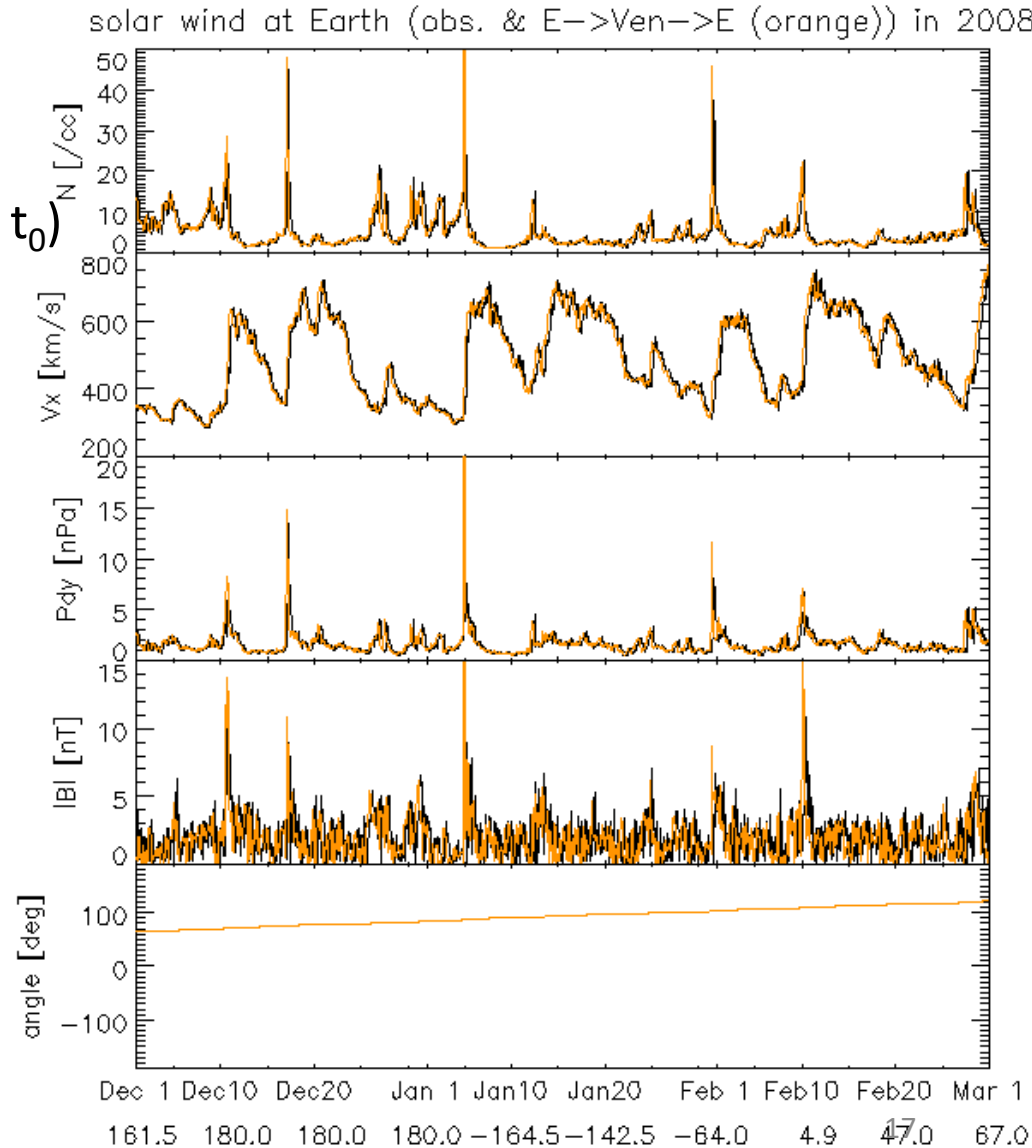 solar wind at Earth (obs. & E->Ven->E (orange)) in 2008
t0)
N [/cc]
50
40
30
20
10
0
Vx [km/s]
800
600
400
200
Pdy [nPa]
20
15
10
5
0
|B| [nT]
15
10
5
0
angle [deg]
100
0
-100
Dec 1 Dec10 Dec20 Jan 1 Jan10 Jan20 Feb 1 Feb10 Feb20 Mar 1
161.5 180.0 180.0 180.0 -164.5 -142.5 -64.0 4.9 47.0 67.0
17